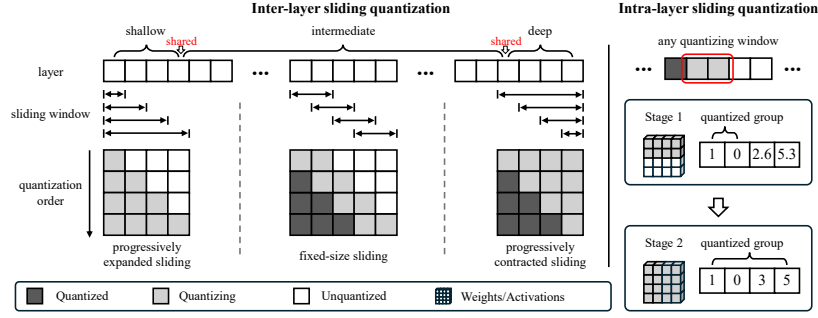 Inter-layer sliding quantization
shallow
shared
intermediate
shared
deep
layer
...
...
sliding window
quantization
order
progressively
expanded sliding
fixed-size sliding
progressively
contracted sliding
Quantized
Quantizing
Unquantized
Weights/Activations
Intra-layer sliding quantization
any quantizing window
...
...
Stage 1
quantized group
1 0 2.6 5.3
Stage 2
quantized group
1 0 3 5